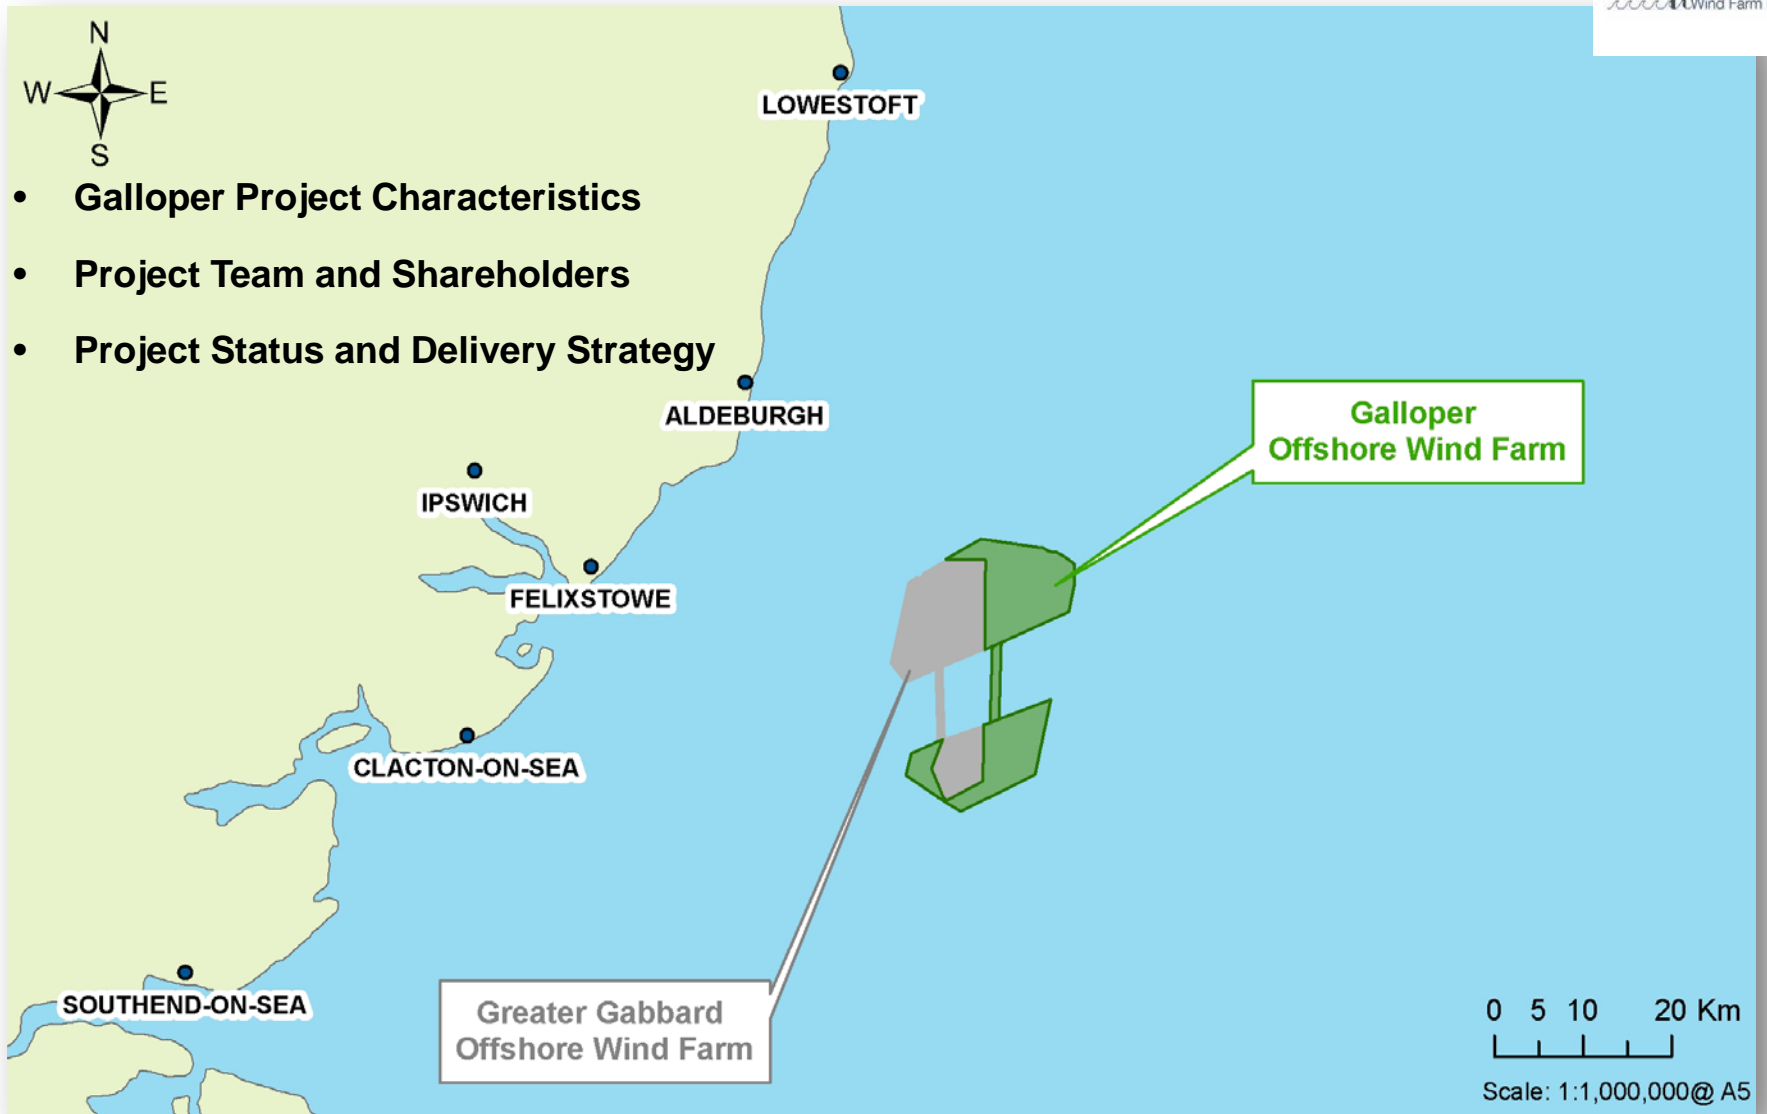 Wind Farm
N
W E
S
LOWESTOFT
• Galloper Project Characteristics
• Project Team and Shareholders
• Project Status and Delivery Strategy
ALDEBURGH
Galloper
Offshore Wind Farm
IPSWICH
FELIXSTOWE
CLACTON-ON-SEA
SOUTHEND-ON-SEA
Greater Gabbard
Offshore Wind Farm
0 5 10 20 Km
Scale: 1:1,000,000@ A5